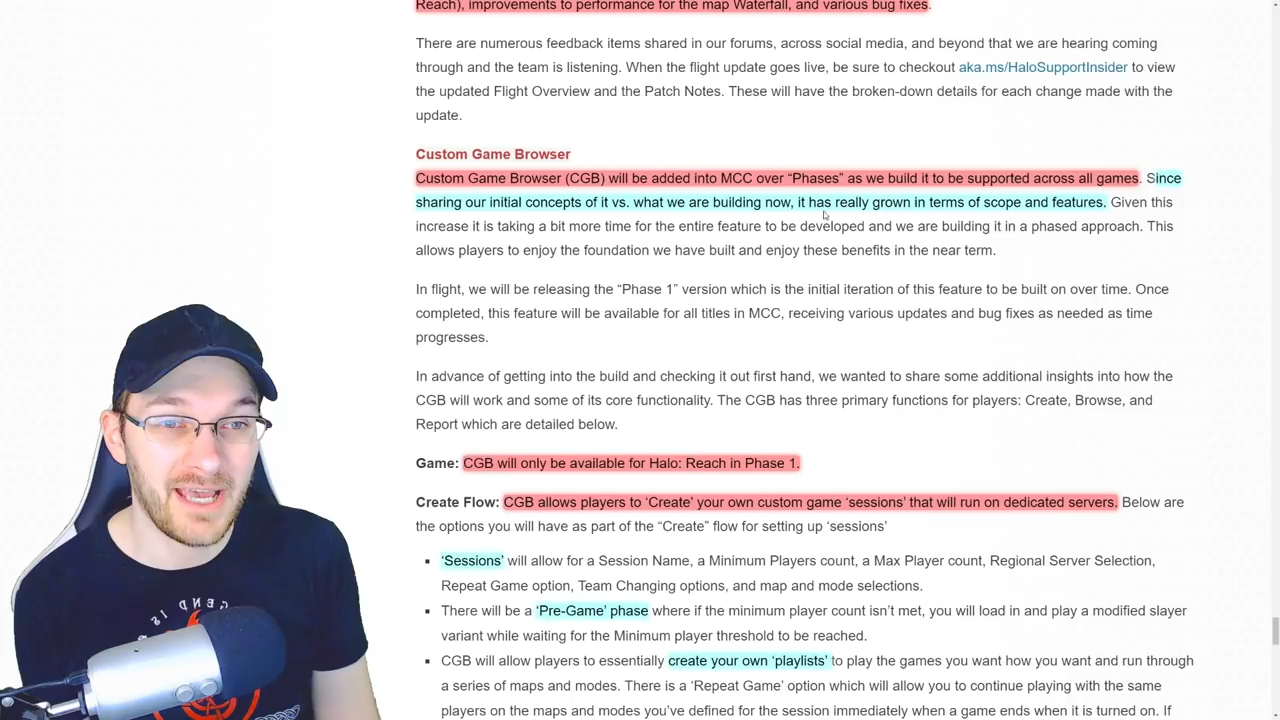 Reach), improvements to performance for the map Waterfall, and various bug fixes.
There are numerous feedback items shared in our forums, across social media, and beyond that we are hearing coming
through and the team is listening. When the flight update goes live, be sure to checkout aka.ms/HaloSupportInsider to view
the updated Flight Overview and the Patch Notes. These will have the broken-down details for each change made with the
update.
Custom Game Browser
Custom Game Browser (CGB) will be added into MCC over “Phases” as we build it to be supported across all games. Since
sharing our initial concepts of it vs. what we are building now, it has really grown in terms of scope and features. Given this
increase it is taking a bit more time for the entire feature to be developed and we are building it in a phased approach. This
allows players to enjoy the foundation we have built and enjoy these benefits in the near term.
In flight, we will be releasing the “Phase 1” version which is the initial iteration of this feature to be built on over time. Once
completed, this feature will be available for all titles in MCC, receiving various updates and bug fixes as needed as time
progresses.
In advance of getting into the build and checking it out first hand, we wanted to share some additional insights into how the
CGB will work and some of its core functionality. The CGB has three primary functions for players: Create, Browse, and
Report which are detailed below.
Game: CGB will only be available for Halo: Reach in Phase 1.
Create Flow: CGB allows players to ‘Create’ your own custom game ‘sessions’ that will run on dedicated servers. Below are
the options you will have as part of the “Create” flow for setting up ‘sessions’
‘Sessions’ will allow for a Session Name, a Minimum Players count, a Max Player count, Regional Server Selection,
Repeat Game option, Team Changing options, and map and mode selections.
There will be a ‘Pre-Game’ phase where if the minimum player count isn’t met, you will load in and play a modified slayer
variant while waiting for the Minimum player threshold to be reached.
CGB will allow players to essentially create your own ‘playlists’ to play the games you want how you want and run through
a series of maps and modes. There is a ‘Repeat Game’ option which will allow you to continue playing with the same
players on the maps and modes you’ve defined for the session immediately when a game ends when it is turned on. If